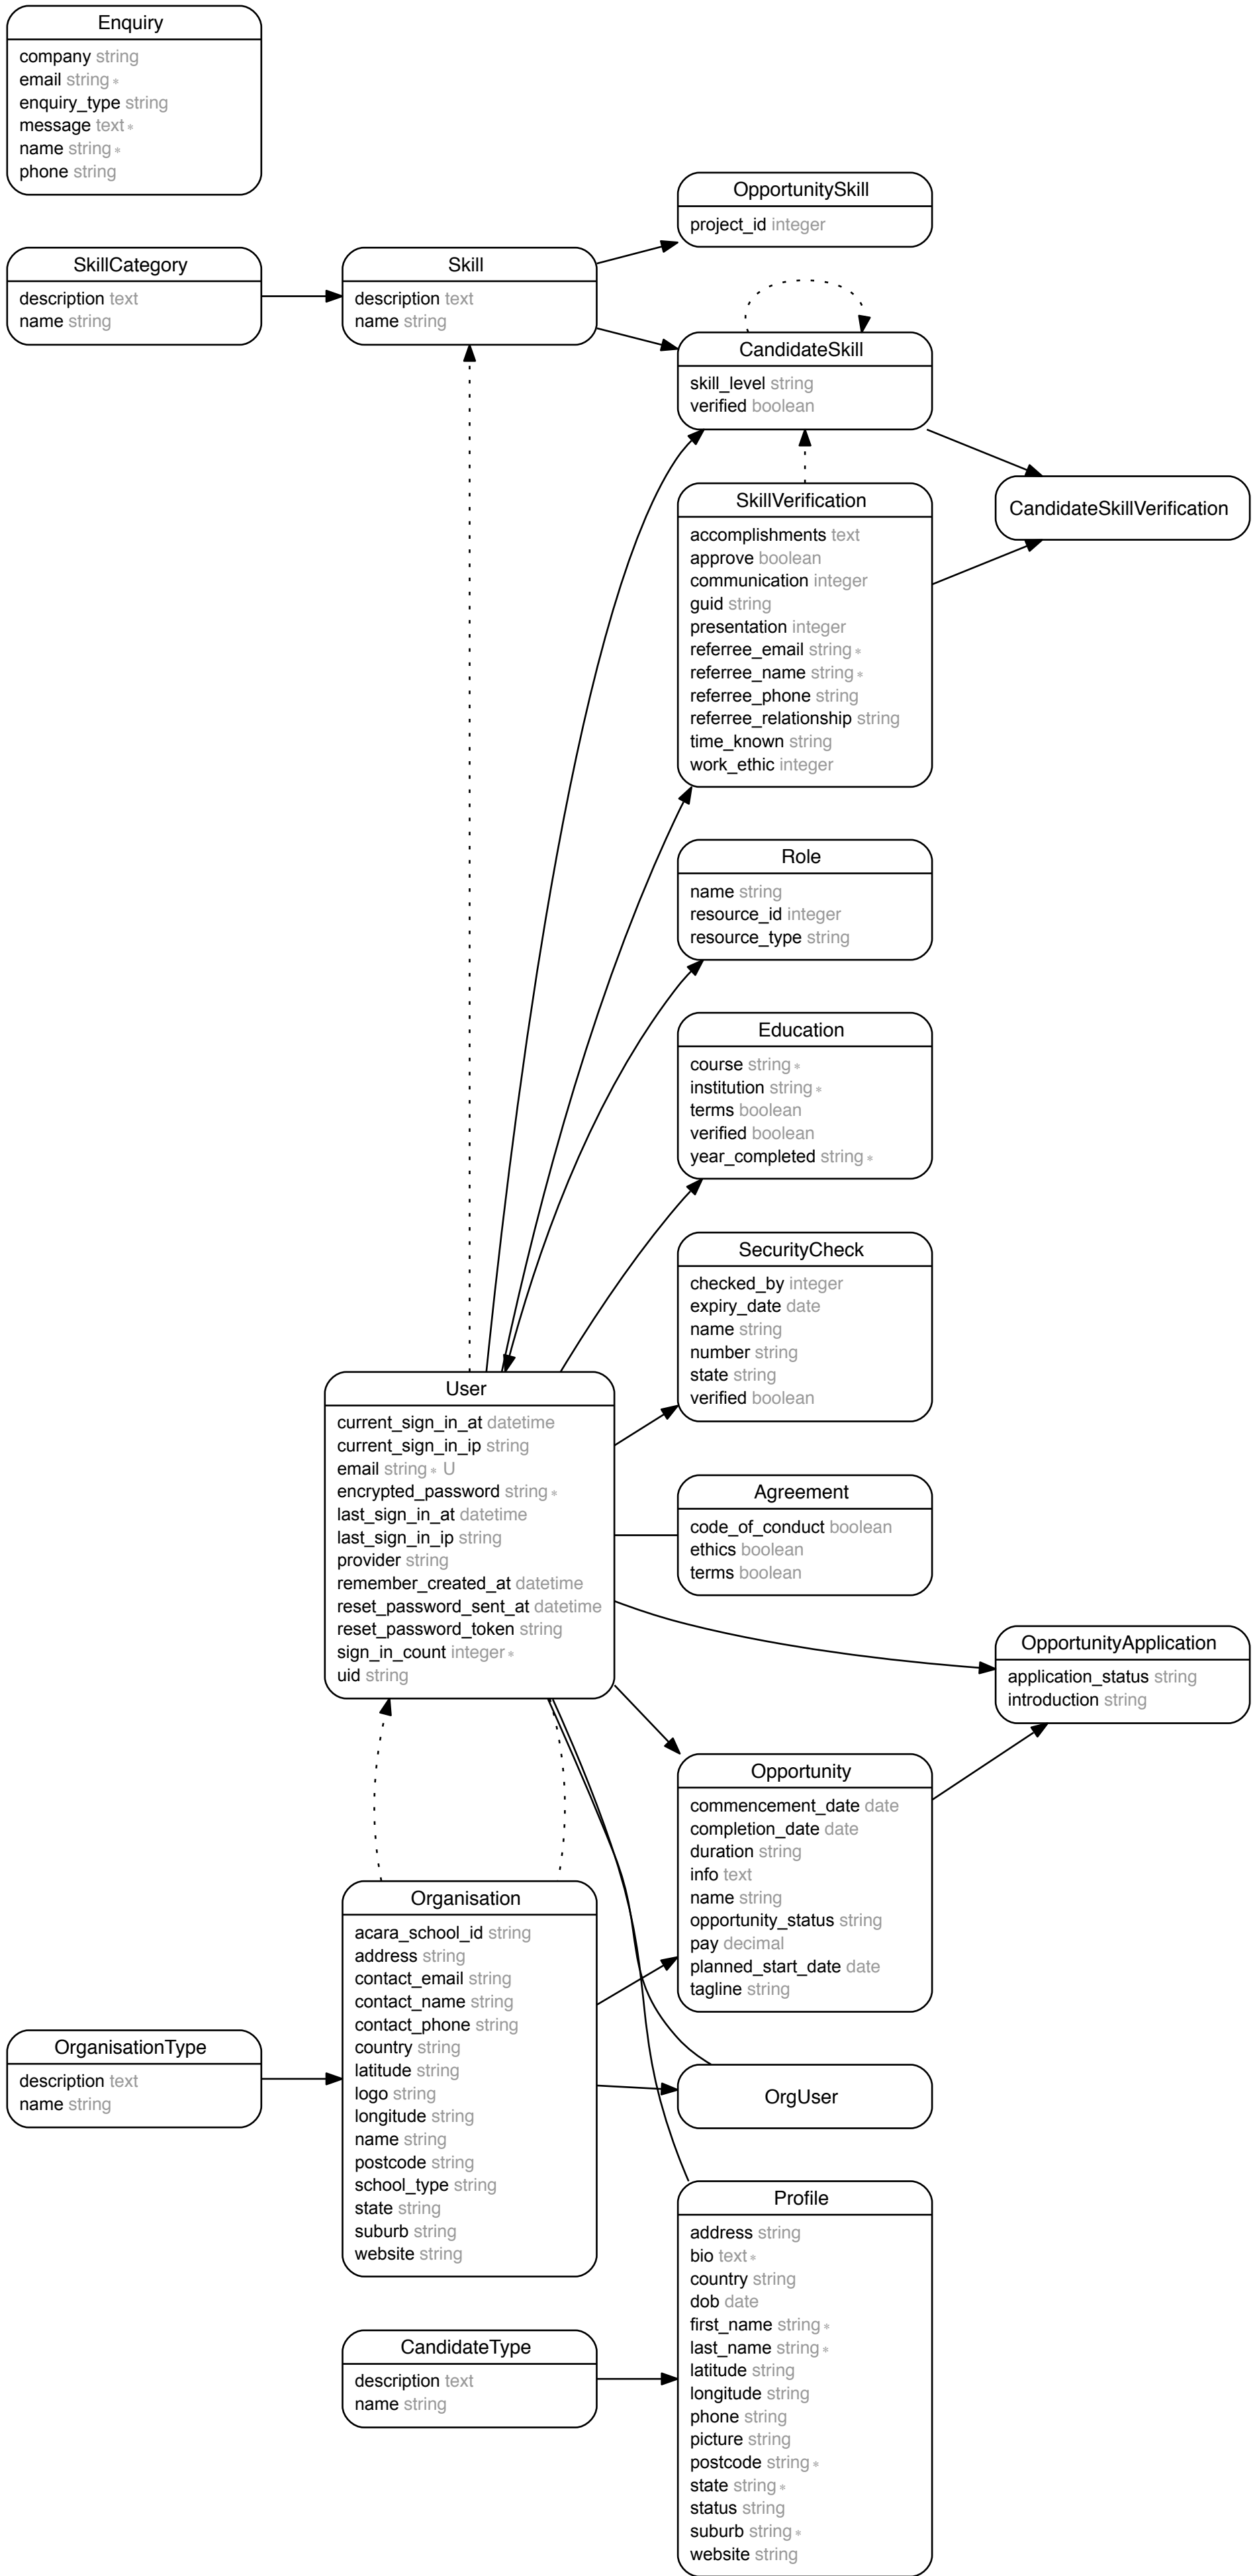 Enquiry
company string
email string *
enquiry_type string
message text *
name string *
phone string
SkillCategory
description text
name string
Skill
description text
name string
OpportunitySkill
project_id integer
CandidateSkill
skill_level string
verified boolean
SkillVerification
accomplishments text
approve boolean
communication integer
guid string
presentation integer
referree_email string *
referree_name string *
referree_phone string
referree_relationship string
time_known string
work_ethic integer
CandidateSkillVerification
Role
name string
resource_id integer
resource_type string
Education
course string *
institution string *
terms boolean
verified boolean
year_completed string *
SecurityCheck
checked_by integer
expiry_date date
name string
number string
state string
verified boolean
User
current_sign_in_at datetime
current_sign_in_ip string
email string * U
encrypted_password string *
last_sign_in_at datetime
last_sign_in_ip string
provider string
remember_created_at datetime
reset_password_sent_at datetime
reset_password_token string
sign_in_count integer *
uid string
Agreement
code_of_conduct boolean
ethics boolean
terms boolean
OpportunityApplication
application_status string
introduction string
Opportunity
commencement_date date
completion_date date
duration string
info text
name string
opportunity_status string
pay decimal
planned_start_date date
tagline string
Organisation
acara_school_id string
address string
contact_email string
contact_name string
contact_phone string
country string
latitude string
logo string
longitude string
name string
postcode string
school_type string
state string
suburb string
website string
OrganisationType
description text
name string
OrgUser
Profile
address string
bio text *
country string
dob date
first_name string *
last_name string *
latitude string
longitude string
phone string
picture string
postcode string *
state string *
status string
suburb string *
website string
CandidateType
description text
name string